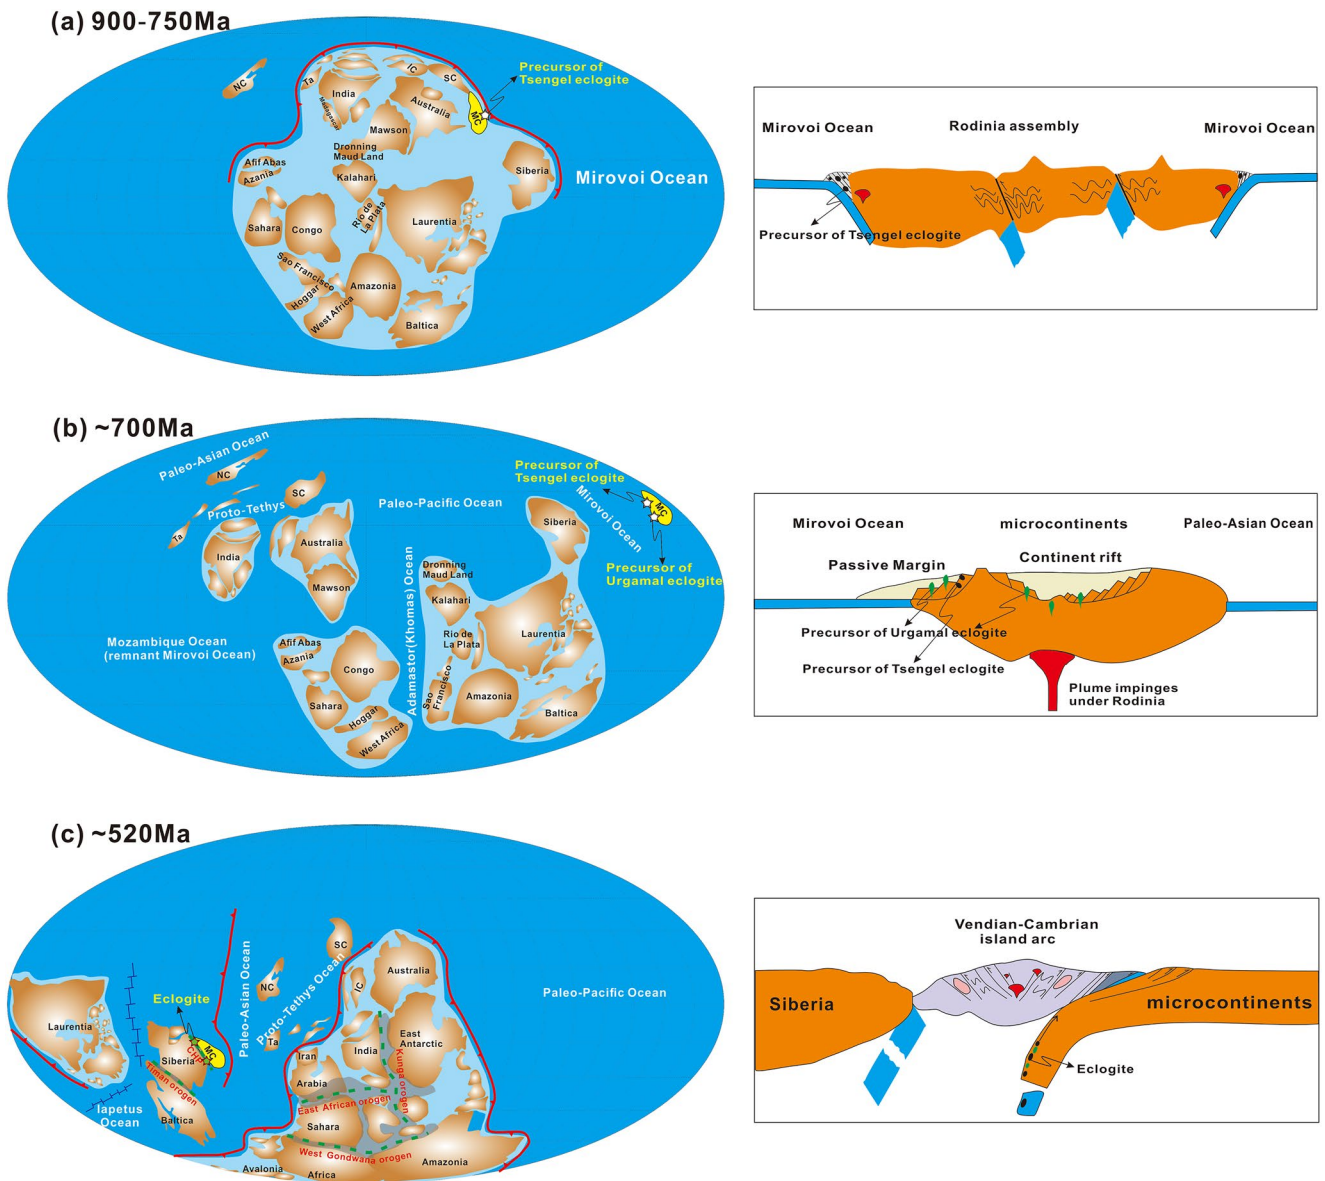 (a) 900-750Ma
NC
Ta
India
Madagascar
IC
SC
Australia
MC
Precursor of
Tsengel eclogite
Mawson
Dronning
Maud Land
Afif Abas
Azania
Kalahari
Siberia
Mirovoi Ocean
Sahara
Congo
Rio de
La Plata
Laurentia
Sao Francisco
Hoggar
West Africa
Amazonia
Baltica
Mirovoi Ocean
Rodinia assembly
Mirovoi Ocean
Precursor of Tsengel eclogite
(b) ~700Ma
Paleo-Asian Ocean
NC
SC
Proto-Tethys
Ta
India
Australia
Mawson
Paleo-Pacific Ocean
Precursor of
Tsengel eclogite
Mirovoi Ocean
MC
Siberia
Precursor of
Urgamal eclogite
Dronning
Maud Land
Kalahari
Adamastor(Khomas) Ocean
Rio de
La Plata
Laurentia
Mozambique Ocean
(remnant Mirovoi Ocean)
Afif Abas
Azania
Congo
Sahara
Hoggar
West Africa
Sao
Francisco
Amazonia
Baltica
Mirovoi Ocean
microcontinents
Paleo-Asian Ocean
Passive Margin
Continent rift
Precursor of Urgamal eclogite
Precursor of Tsengel eclogite
Plume impinges
under Rodinia
(c) ~520Ma
Laurentia
Eclogite
Siberia
CHP
MC
Timan orogen
Baltica
Iapetus
Ocean
Paleo-Asian Ocean
NC
Proto-Tethys Ocean
Ta
SC
IC
Australia
Paleo-Pacific Ocean
East
Antarctic
India
Kunga orogen
Iran
Arabia
East African orogen
Sahara
West Gondwana orogen
Avalonia
Africa
Amazonia
Vendian-Cambrian
island arc
Siberia
microcontinents
Eclogite